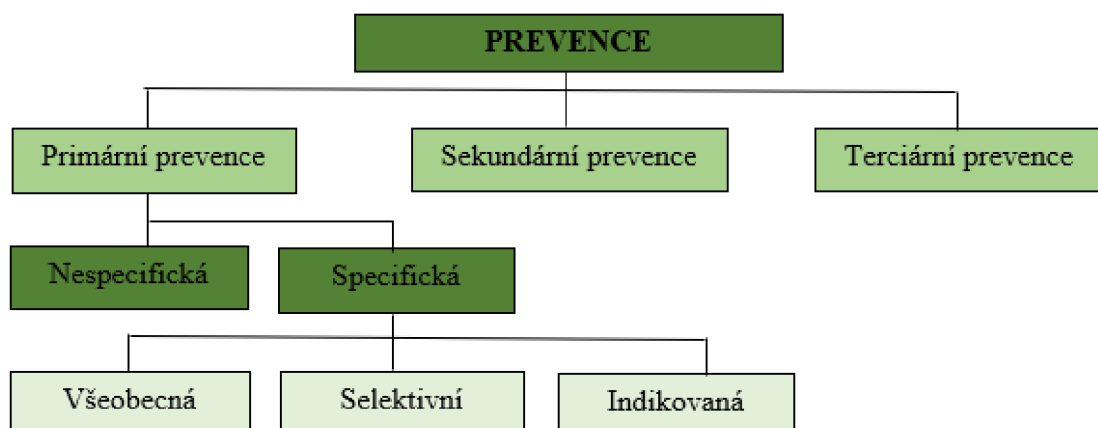 PREVENCE
Primární prevence
Sekundární prevence
Terciární prevence
Nespecifická
Specifická
Všeobecná
Selektivní
Indikovaná